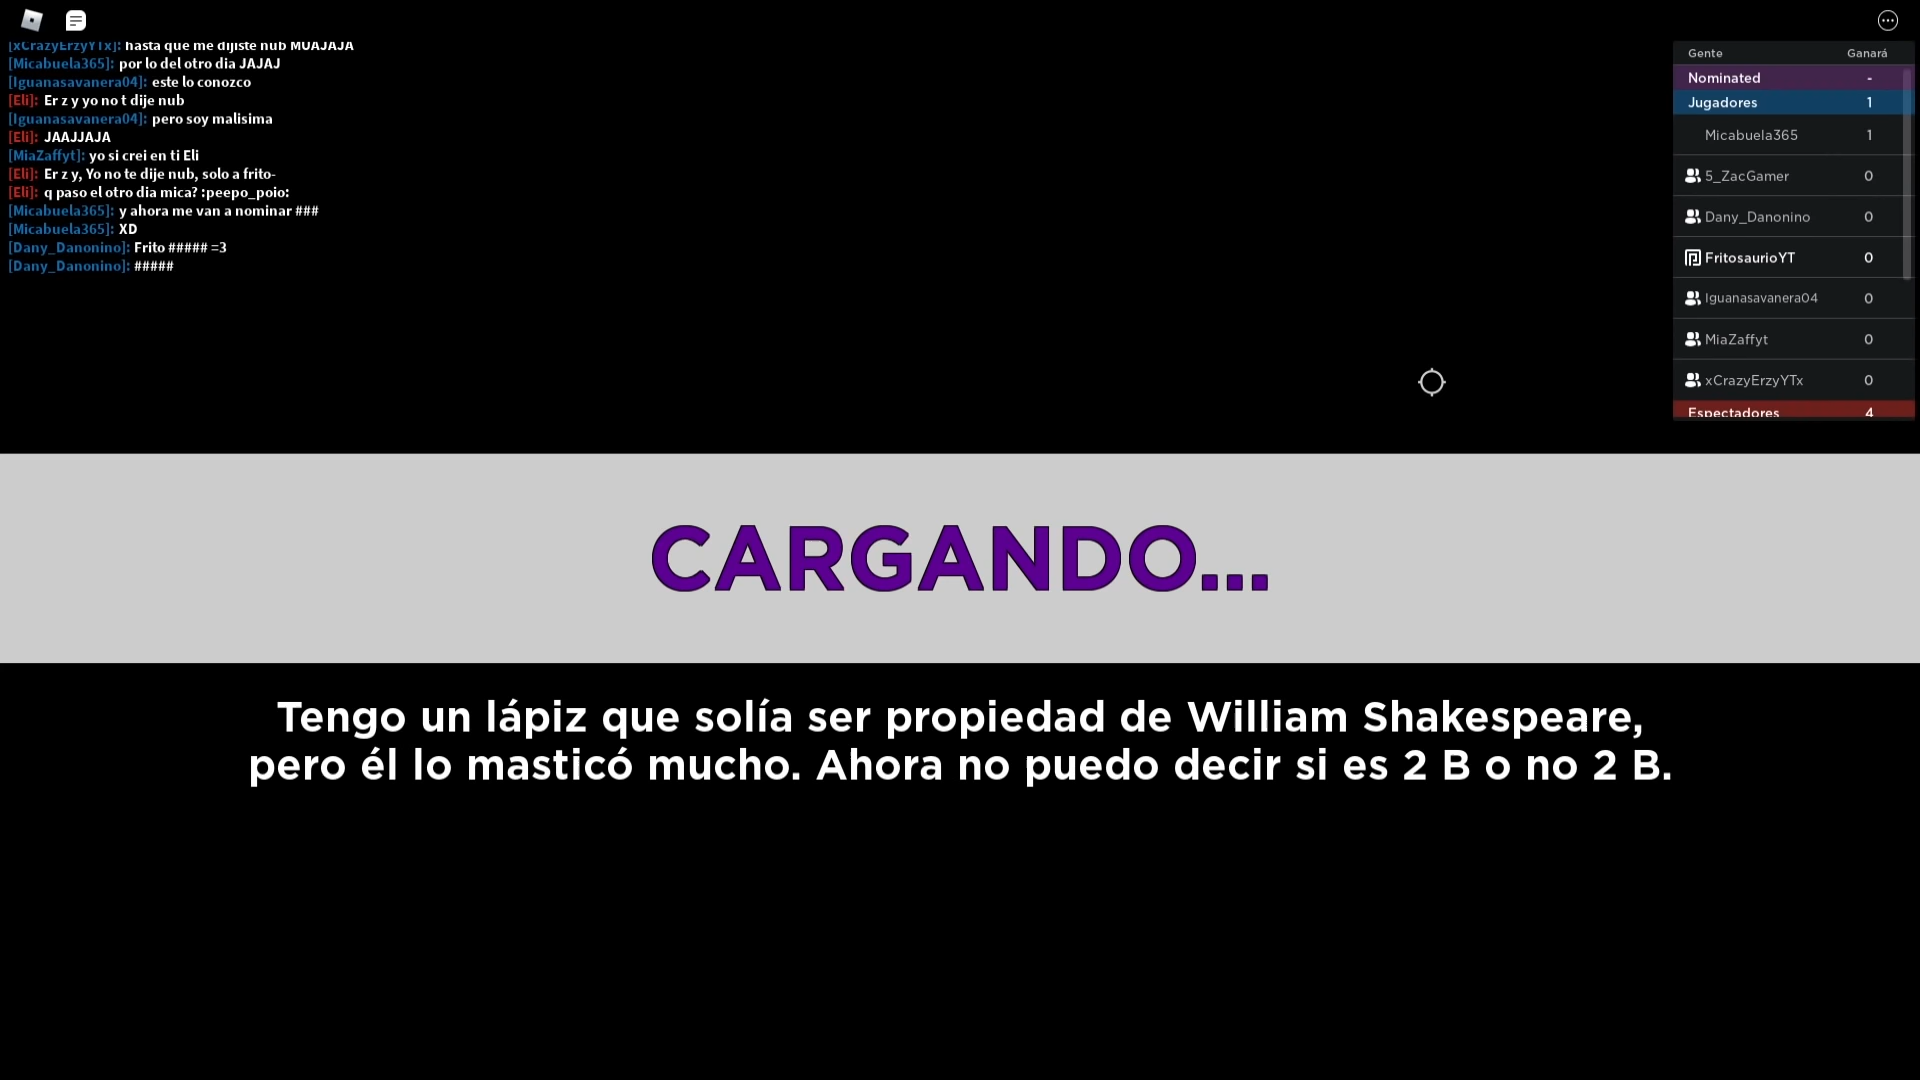 [xCrazyErzyYTx]: hasta que me dijiste nub MUAJAJA
[Micabuela365]: por lo del otro dia JAJAJ
[Iguanasavanera04]: este lo conozco
[Eli]: Er z y yo no t dije nub
[Iguanasavanera04]: pero soy malisima
[Eli]: JAAJJAJA
[MiaZaffyt]: yo si crei en ti Eli
[Eli]: Er z y, Yo no te dije nub, solo a frito-
[Eli]: q paso el otro dia mica? :peepo_poio:
[Micabuela365]: y ahora me van a nominar ###
[Micabuela365]: XD
[Dany_Danonino]: Frito ##### =3
[Dany_Danonino]: #####
Gente Ganará
Nominated -
Jugadores 1
Micabuela365 1
5_ZacGamer 0
Dany_Danonino 0
FritosaurioYT 0
Iguanasavanera04 0
MiaZaffyt 0
xCrazyErzyYTx 0
Espectadores 4
CARGANDO...
Tengo un lápiz que solía ser propiedad de William Shakespeare,
pero él lo masticó mucho. Ahora no puedo decir si es 2 B o no 2 B.